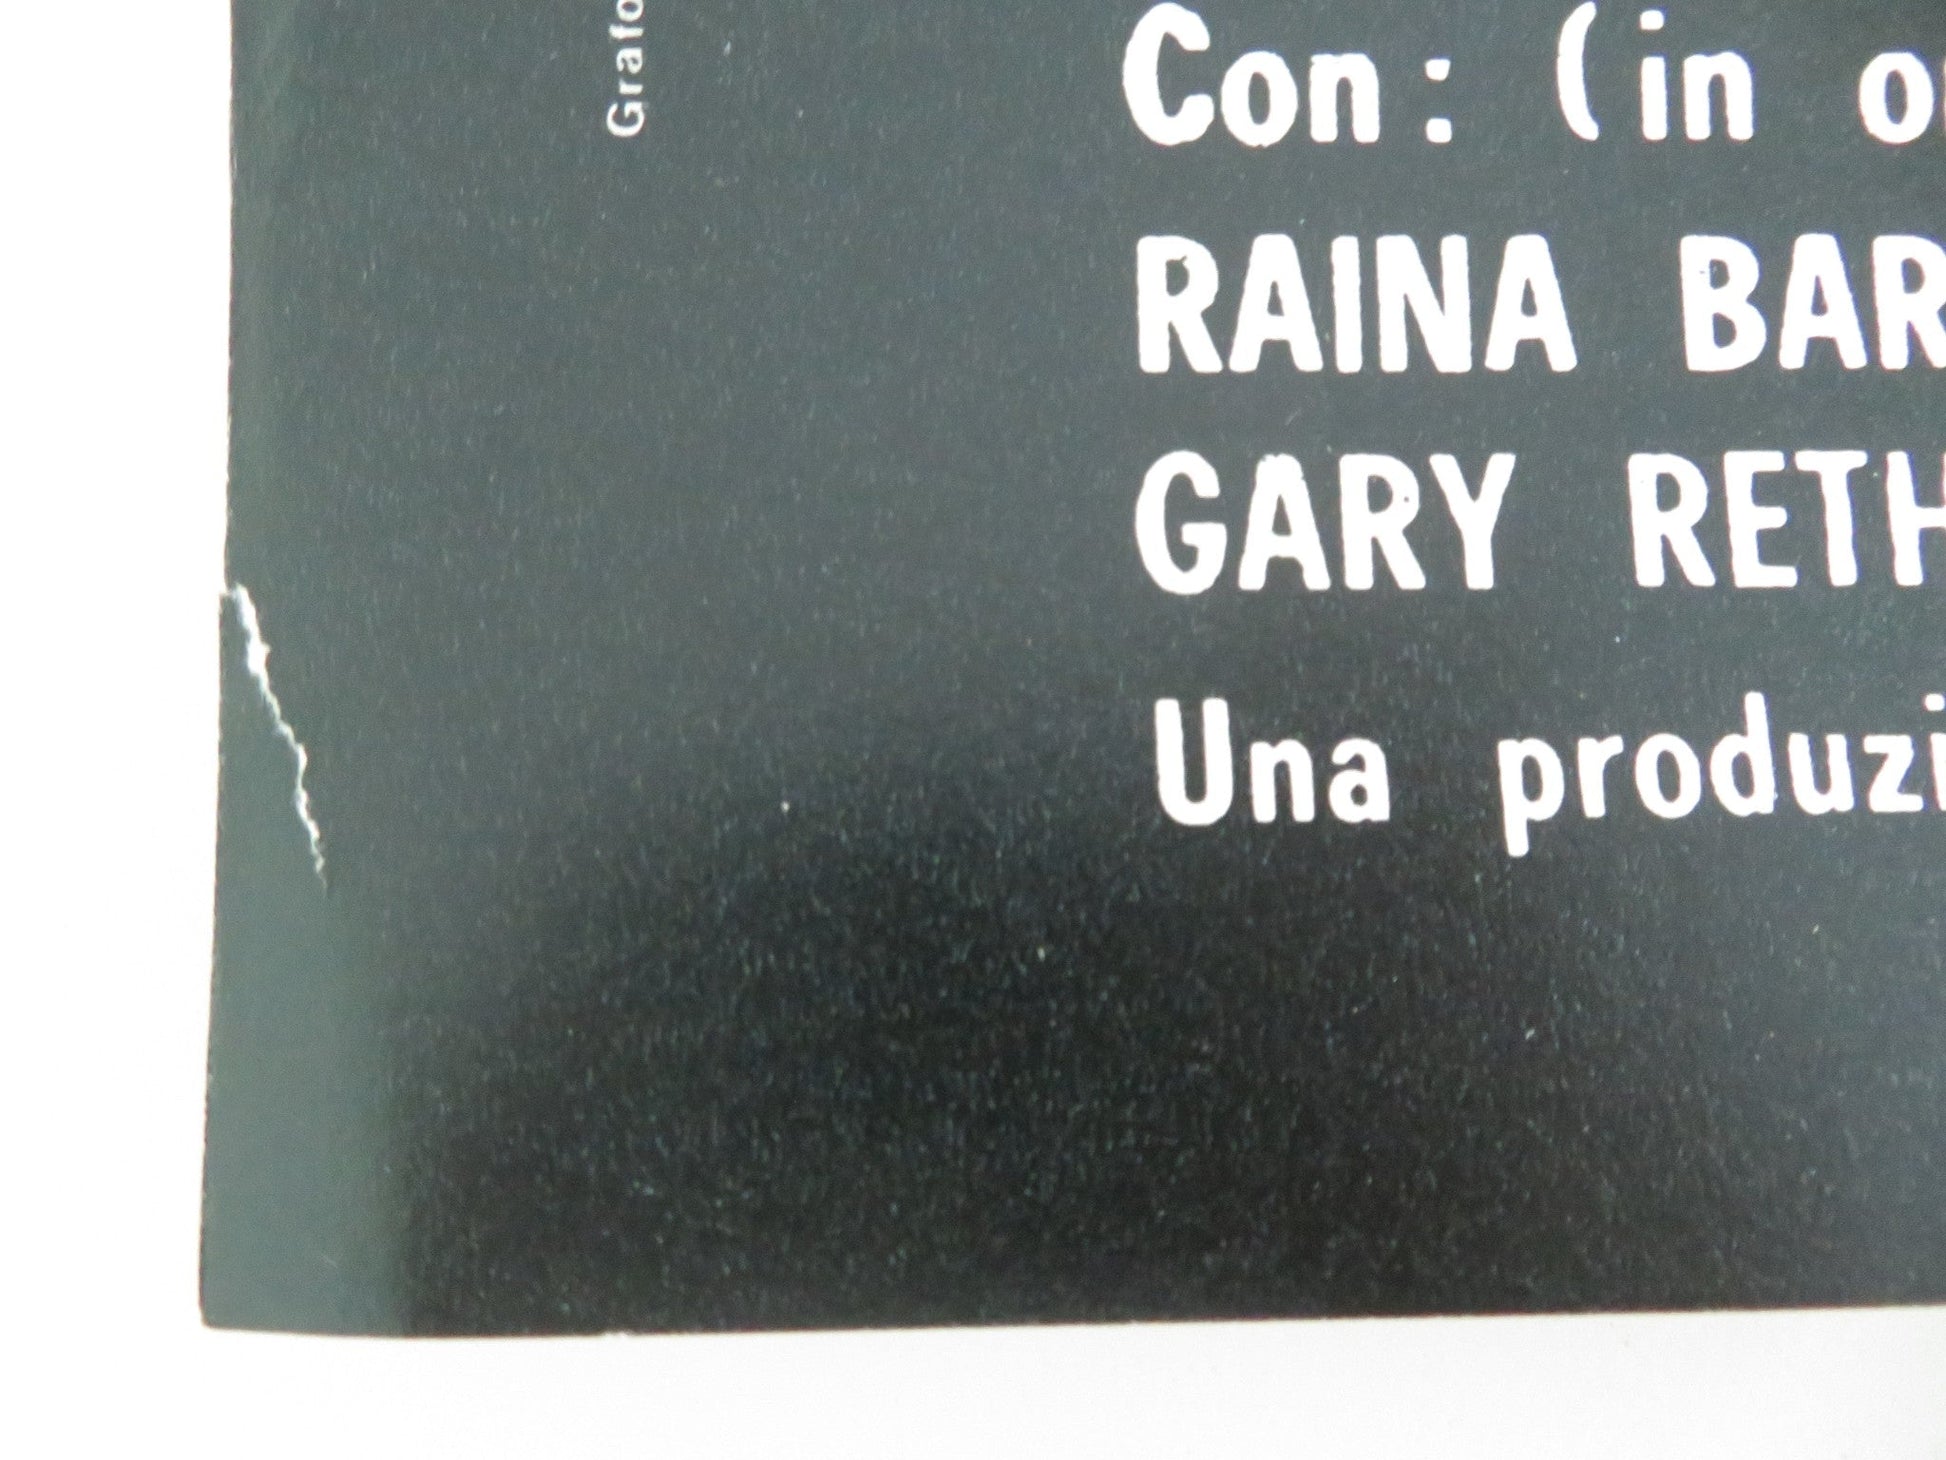 Grafo
Con: (in o
RAINA BAR
GARY RETH
Una produzi